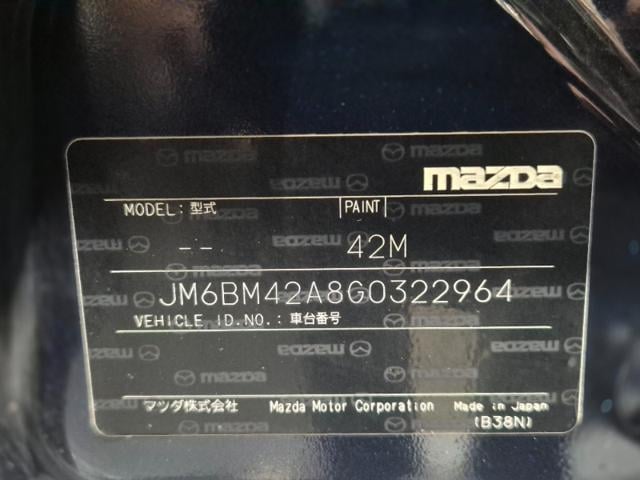 mazda
MODEL:型式 PAINT
-- 42M
JM6BM42A8G0322964
VEHICLE ID.NO.:車台番号
マツダ株式会社 Mazda Motor Corporation Made in Japan
(B38N)